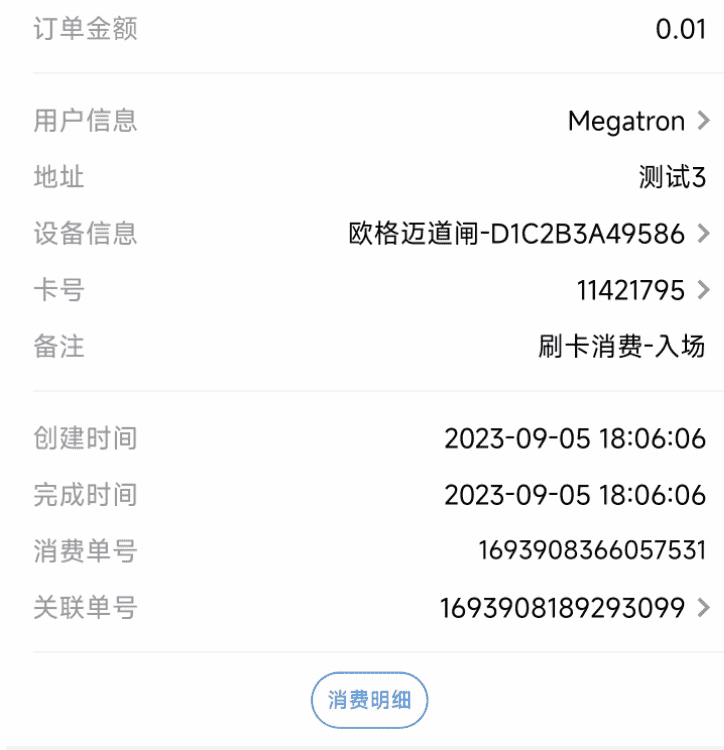 订单金额 0.01
用户信息 Megatron >
地址 测试3
设备信息 欧格迈道闸-D1C2B3A49586 >
卡号 11421795 >
备注 刷卡消费-入场
创建时间 2023-09-05 18:06:06
完成时间 2023-09-05 18:06:06
消费单号 1693908366057531
关联单号 1693908189293099 >
消费明细